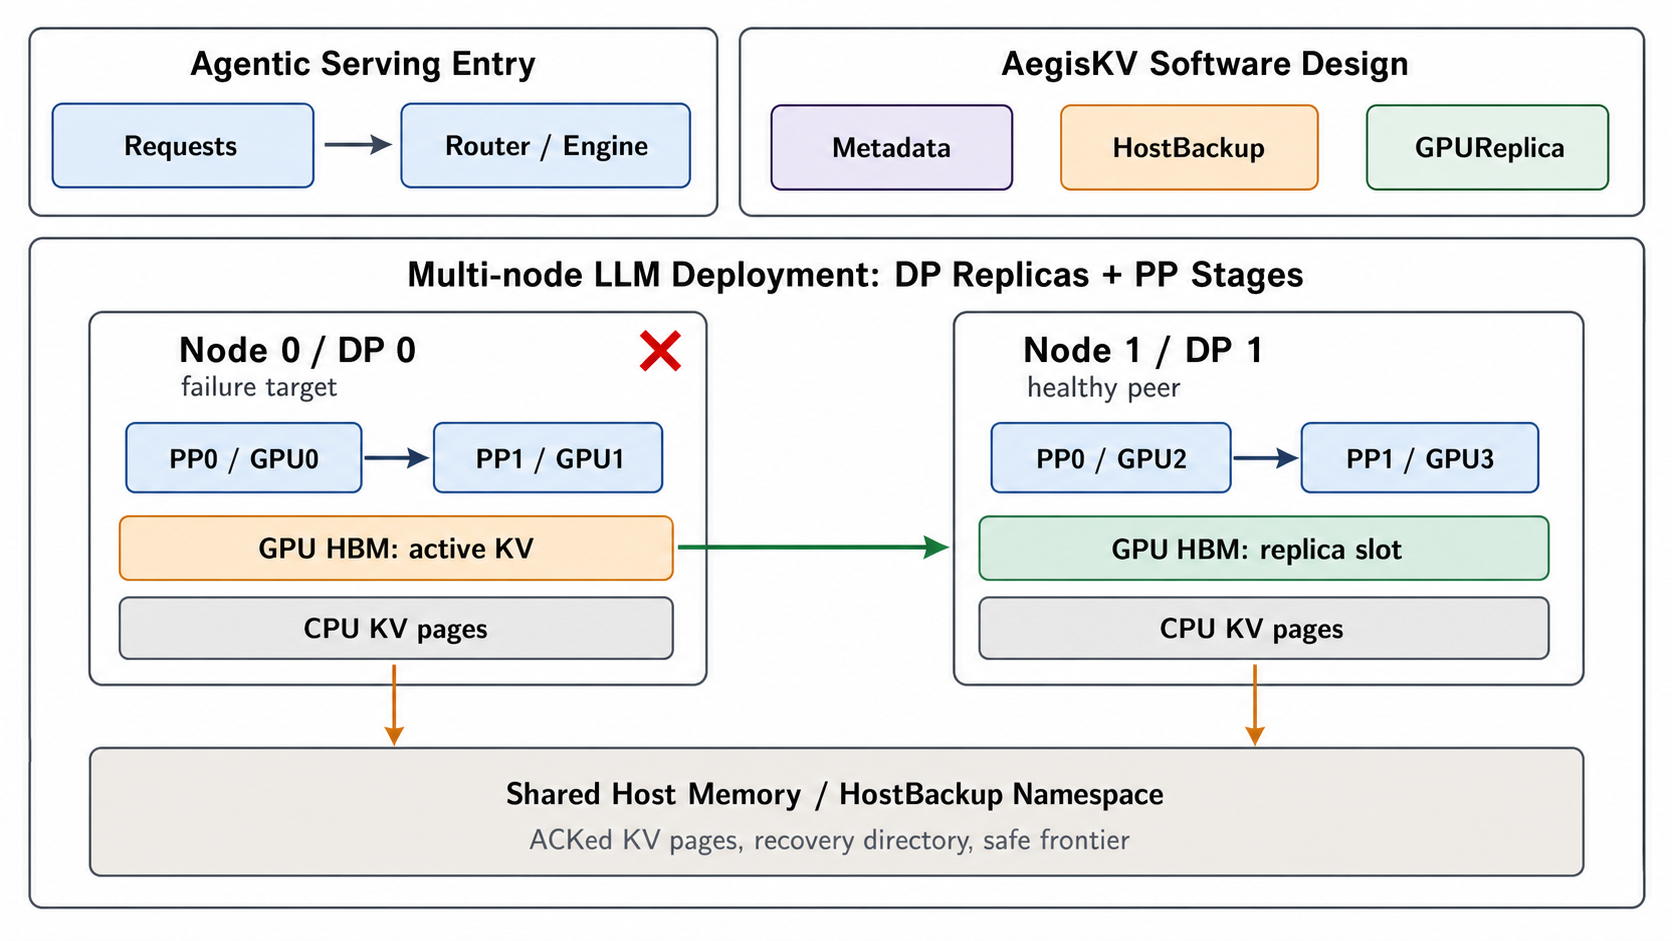 Agentic Serving Entry
Requests
Router / Engine
AegisKV Software Design
Metadata
HostBackup
GPUReplica
Multi-node LLM Deployment: DP Replicas + PP Stages
Node 0 / DP 0
failure target
PP0 / GPU0
PP1 / GPU1
GPU HBM: active KV
CPU KV pages
Node 1 / DP 1
healthy peer
PP0 / GPU2
PP1 / GPU3
GPU HBM: replica slot
CPU KV pages
Shared Host Memory / HostBackup Namespace
ACKed KV pages, recovery directory, safe frontier